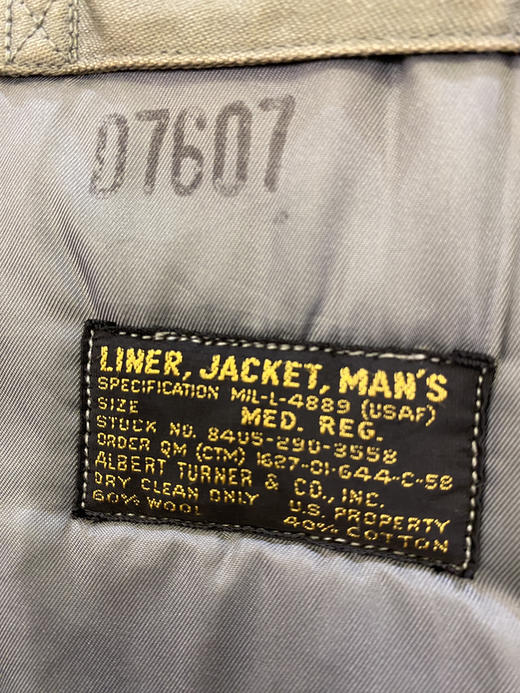 D7607
LINER, JACKET, MAN'S
SPECIFICATION MIL-L-4889 (USAF)
SIZE MED. REG.
STOCK NO. 8405-290-3558
ORDER QM (CTM) 1627-01-644-C-58
ALBERT TURNER & CO., INC.
DRY CLEAN ONLY U.S. PROPERTY
60% WOOL 40% COTTON